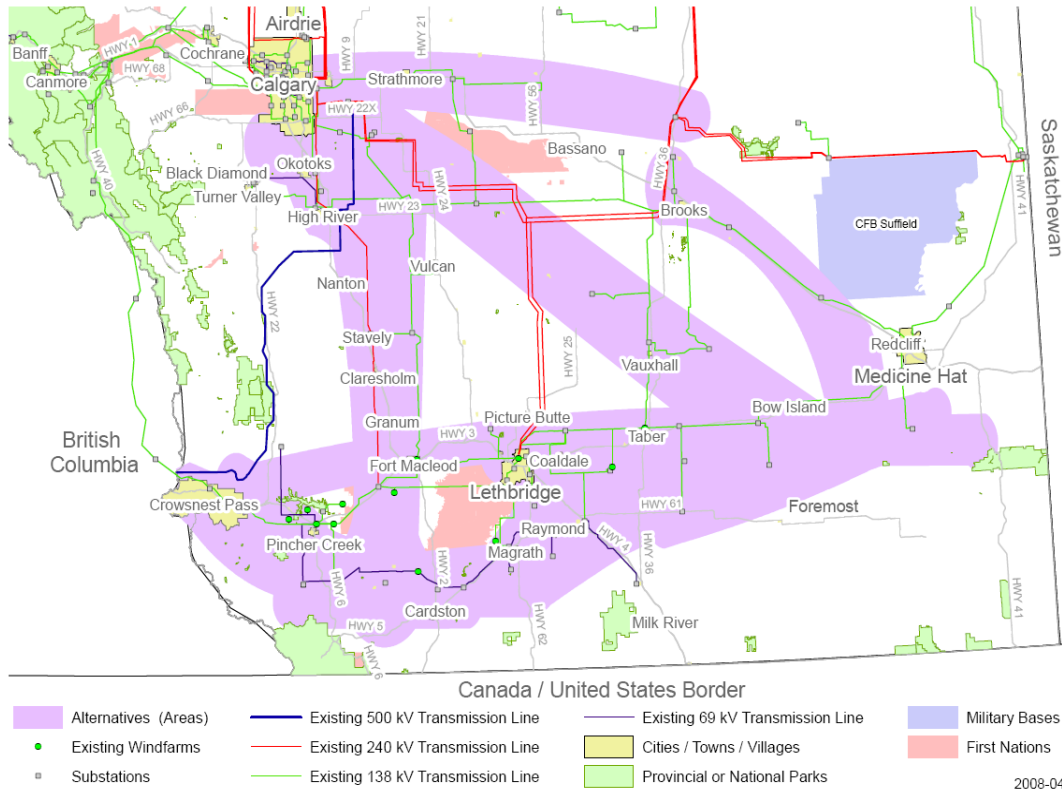 Airdrie
HWY 9
HWY 21
Banff
HWY 1
Cochrane
HWY 68
Canmore
Calgary
Strathmore
HWY 56
HWY 66
HWY 22X
Saskatchewan
HWY 40
Okotoks
Bassano
HWY 36
Black Diamond
Turner Valley
HWY 24
HWY 23
High River
Brooks
HWY 41
CFB Suffield
Vulcan
Nanton
HWY 22
Stavely
HWY 25
Redcliff
Vauxhall
Claresholm
Medicine Hat
Bow Island
Granum
Picture Butte
British
Columbia
HWY 3
Taber
Fort Macleod
Coaldale
Lethbridge
Crowsnest Pass
HWY 61
Foremost
Raymond
HWY 4
Pincher Creek
Magrath
HWY 36
HWY 6
HWY 2
HWY 41
Cardston
HWY 5
HWY 62
Milk River
HWY 6
Canada / United States Border
Alternatives (Areas)
Existing 500 kV Transmission Line
Existing 69 kV Transmission Line
Military Bases
Existing Windfarms
Existing 240 kV Transmission Line
Cities / Towns / Villages
First Nations
Substations
Existing 138 kV Transmission Line
Provincial or National Parks
2008-04